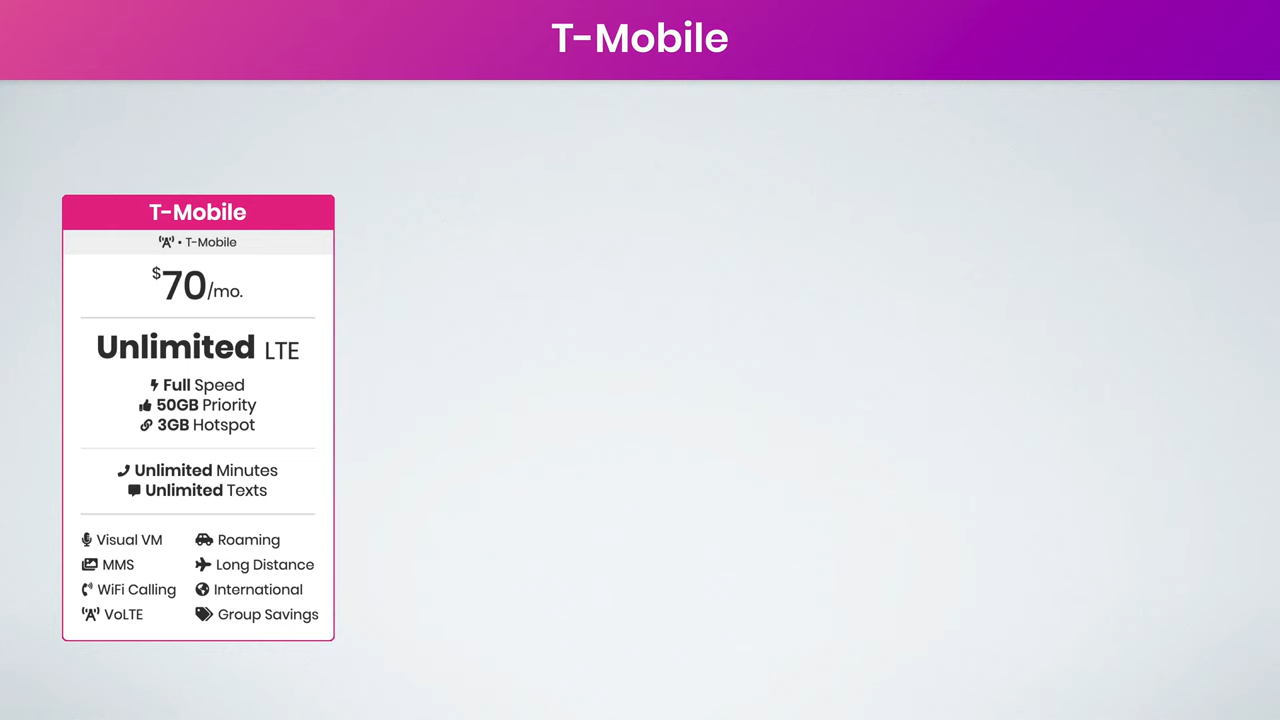 T-Mobile
T-Mobile
• T-Mobile
$70/mo.
Unlimited LTE
Full Speed
50GB Priority
3GB Hotspot
Unlimited Minutes
Unlimited Texts
Visual VM
Roaming
MMS
Long Distance
WiFi Calling
International
VoLTE
Group Savings